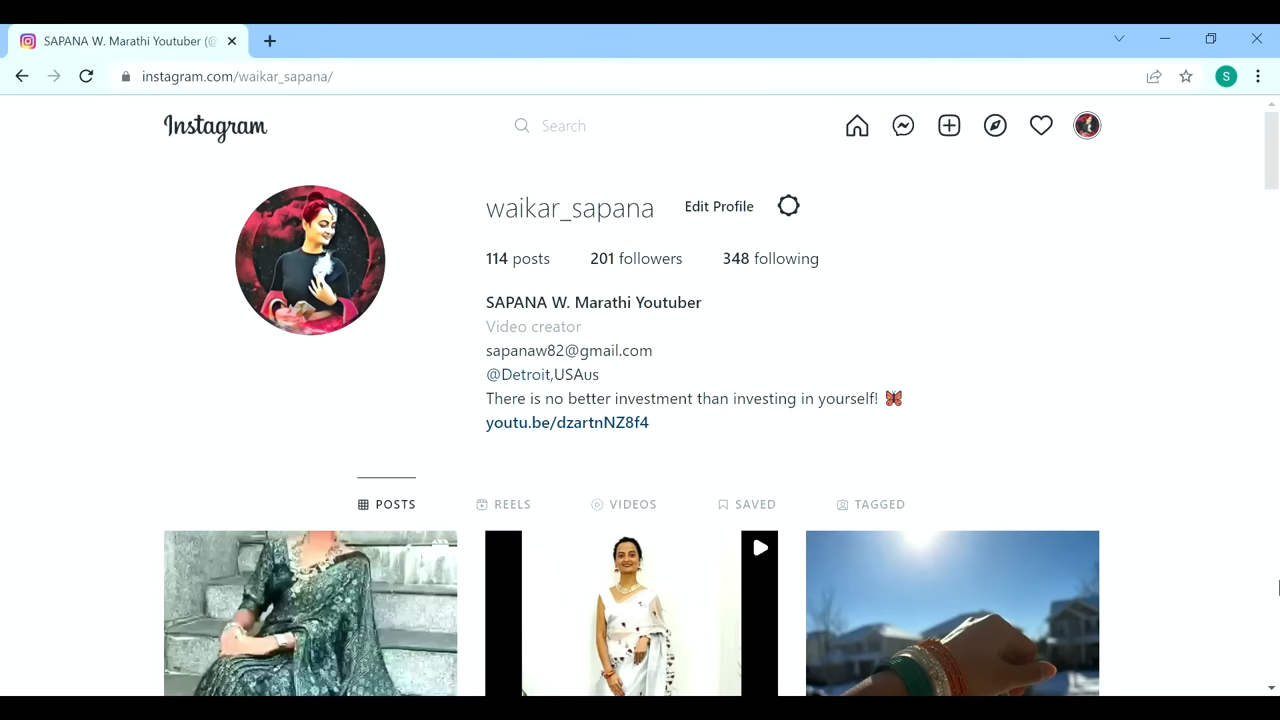 SAPANA W. Marathi Youtuber (@
instagram.com/waikar_sapana/
S
Instagram
Search
waikar_sapana
Edit Profile
114 posts 201 followers 348 following
SAPANA W. Marathi Youtuber
Video creator
sapanaw82@gmail.com
@Detroit,USAus
There is no better investment than investing in yourself! 🦋
youtu.be/dzartnNZ8f4
POSTS REELS VIDEOS SAVED TAGGED